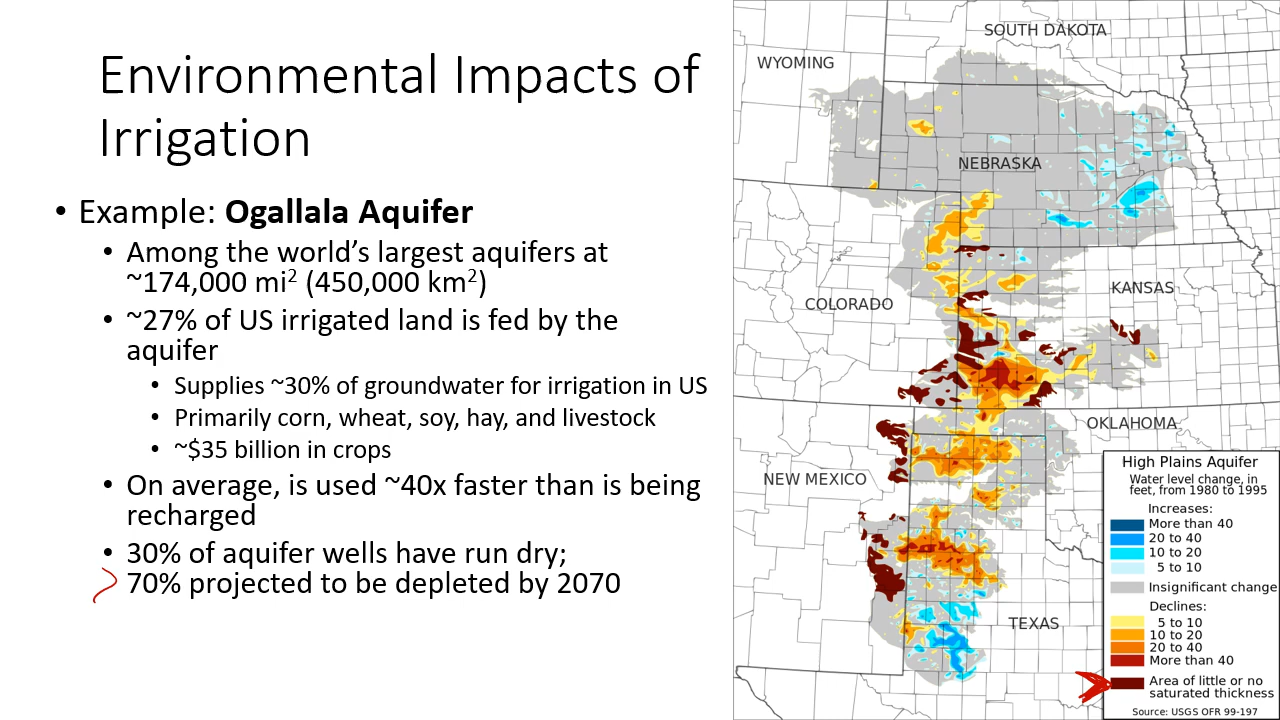 Environmental Impacts of
Irrigation
• Example: Ogallala Aquifer
• Among the world's largest aquifers at
~174,000 mi² (450,000 km²)
• ~27% of US irrigated land is fed by the
aquifer
• Supplies ~30% of groundwater for irrigation in US
• Primarily corn, wheat, soy, hay, and livestock
• ~$35 billion in crops
• On average, is used ~40x faster than is being
recharged
• 30% of aquifer wells have run dry;
70% projected to be depleted by 2070
SOUTH DAKOTA
WYOMING
NEBRASKA
KANSAS
COLORADO
OKLAHOMA
NEW MEXICO
TEXAS
High Plains Aquifer
Water level change, in
feet, from 1980 to 1995
Increases:
More than 40
20 to 40
10 to 20
5 to 10
Insignificant change
Declines:
5 to 10
10 to 20
20 to 40
More than 40
Area of little or no
saturated thickness
Source: USGS OFR 99-197